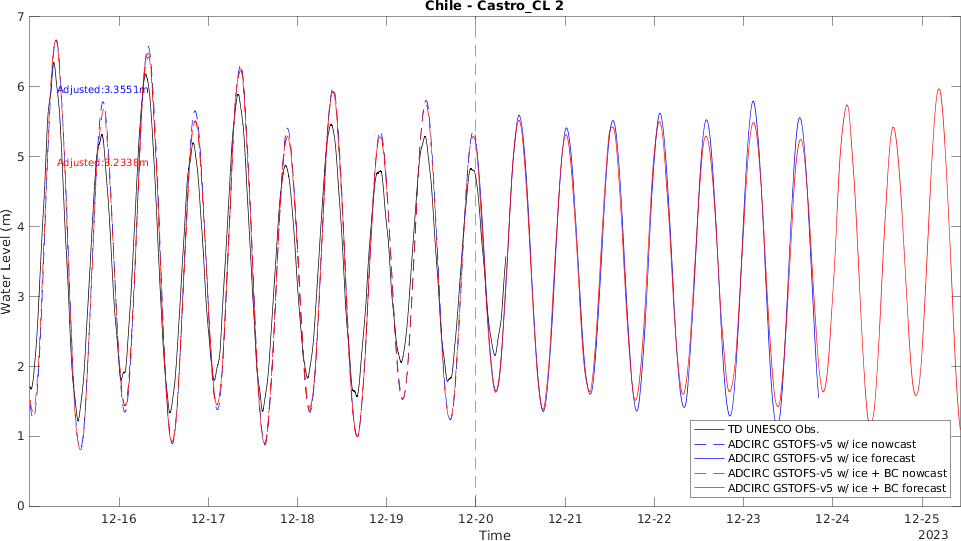 Chile - Castro_CL 2
Water Level (m)
7
6
5
4
3
2
1
0
Adjusted:3.3551m
Adjusted:3.2338m
TD UNESCO Obs.
ADCIRC GSTOFS-v5 w/ ice nowcast
ADCIRC GSTOFS-v5 w/ ice forecast
ADCIRC GSTOFS-v5 w/ ice + BC nowcast
ADCIRC GSTOFS-v5 w/ ice + BC forecast
12-16 12-17 12-18 12-19 12-20 12-21 12-22 12-23 12-24 12-25
Time
2023